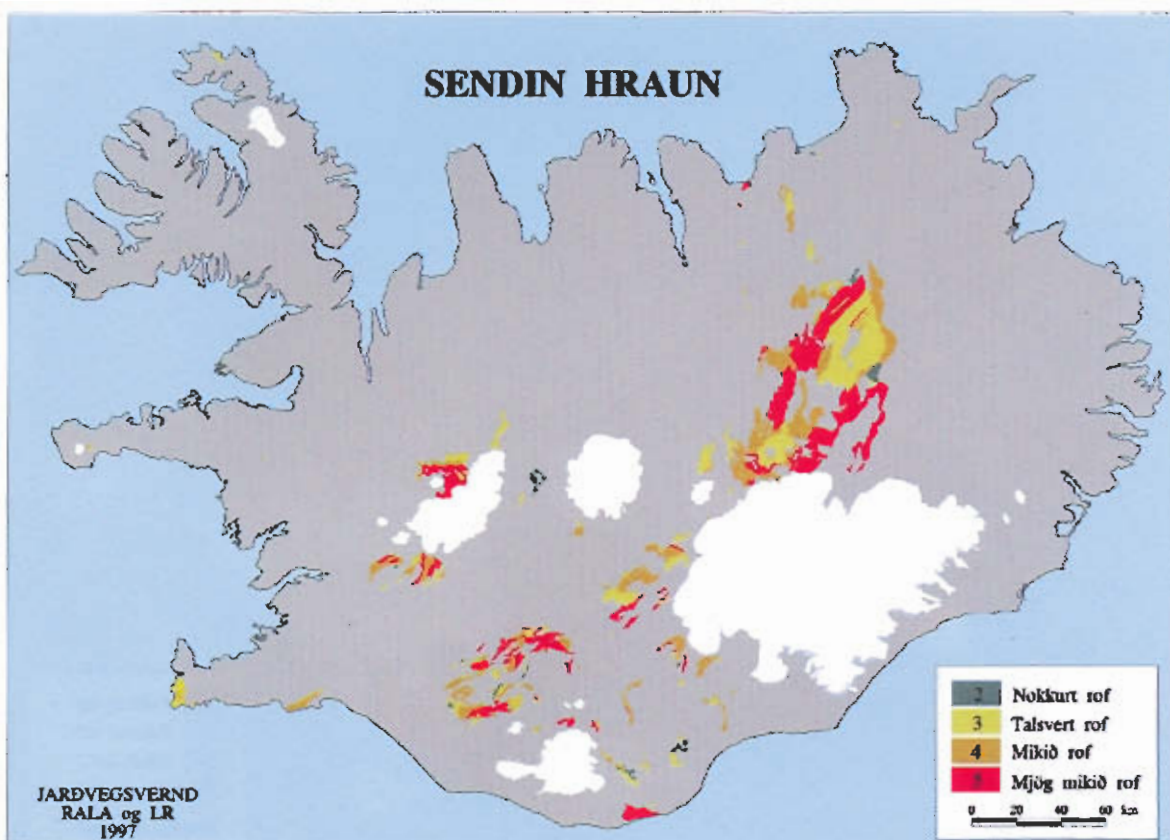 SENDIN HRAUN
2 Nokkurt rof
3 Talsvert rof
4 Mikið rof
5 Mjög mikið rof
0 20 40 60 km
JARÐVEGSVERND
RALA og LR
1997